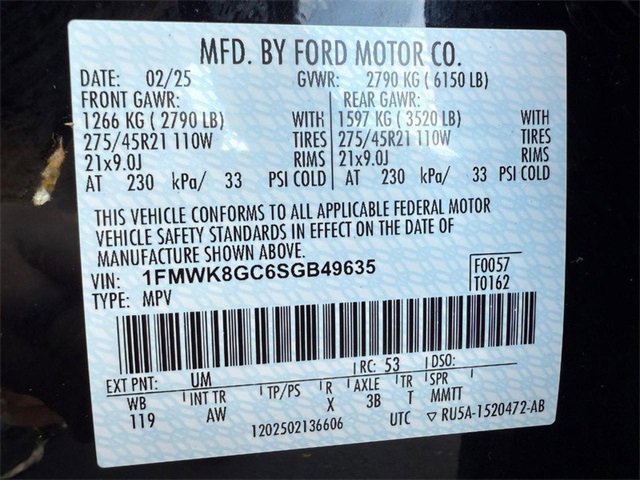 MFD. BY FORD MOTOR CO.
DATE: 02/25 GVWR: 2790 KG ( 6150 LB)
FRONT GAWR: REAR GAWR:
1266 KG ( 2790 LB) WITH 1597 KG ( 3520 LB) WITH
275/45R21 110W TIRES 275/45R21 110W TIRES
21x9.0J RIMS 21x9.0J RIMS
AT 230 kPa/ 33 PSI COLD AT 230 kPa/ 33 PSI COLD
THIS VEHICLE CONFORMS TO ALL APPLICABLE FEDERAL MOTOR
VEHICLE SAFETY STANDARDS IN EFFECT ON THE DATE OF
MANUFACTURE SHOWN ABOVE.
VIN: 1FMWK8GC6SGB49635 F0057
TYPE: MPV T0162
EXT PNT: UM RC: 53 DSO:
WB INT TR TP/PS R AXLE TR SPR
119 AW X 3B T MMTT
1202502136606 UTC ▽ RU5A-1520472-AB